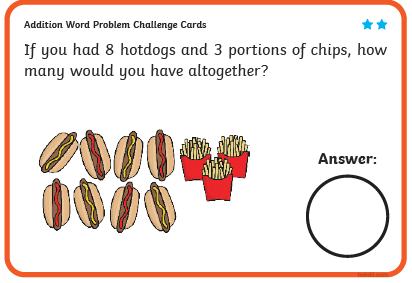 Addition Word Problem Challenge Cards
If you had 8 hotdogs and 3 portions of chips, how
many would you have altogether?
Answer: